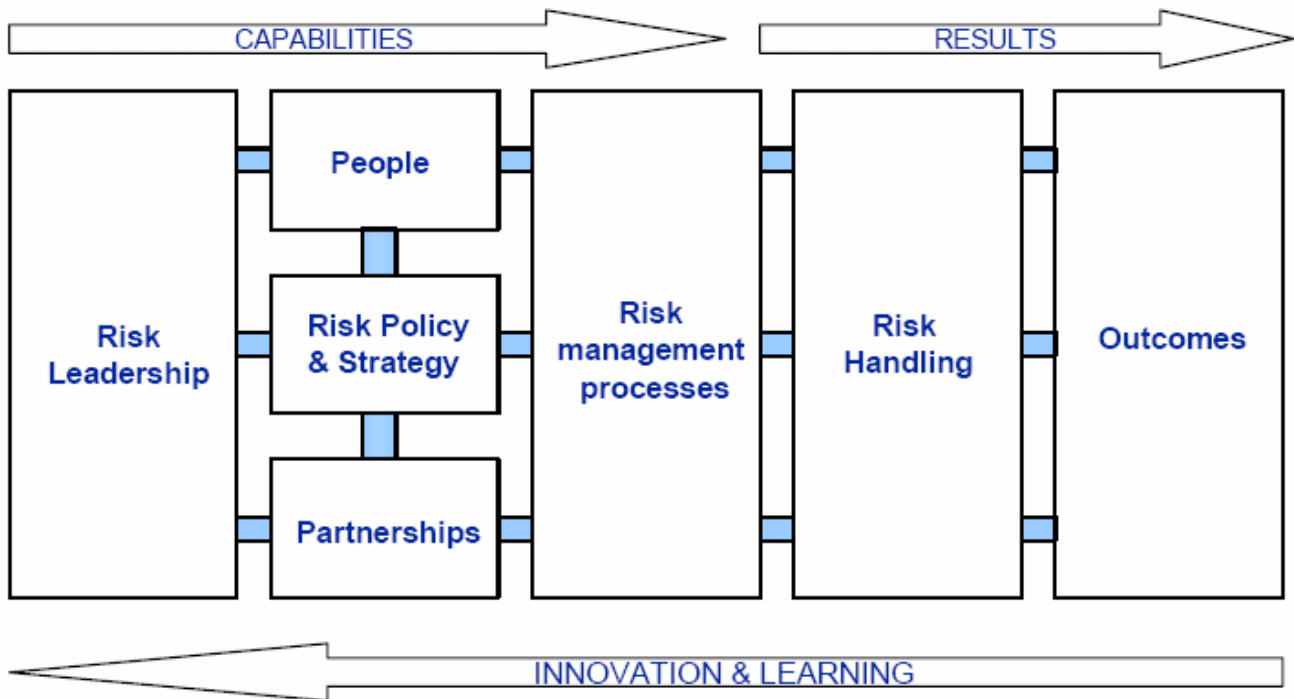 CAPABILITIES
RESULTS
People
Risk
Leadership
Risk Policy
& Strategy
Partnerships
Risk
management
processes
Risk
Handling
Outcomes
INNOVATION & LEARNING